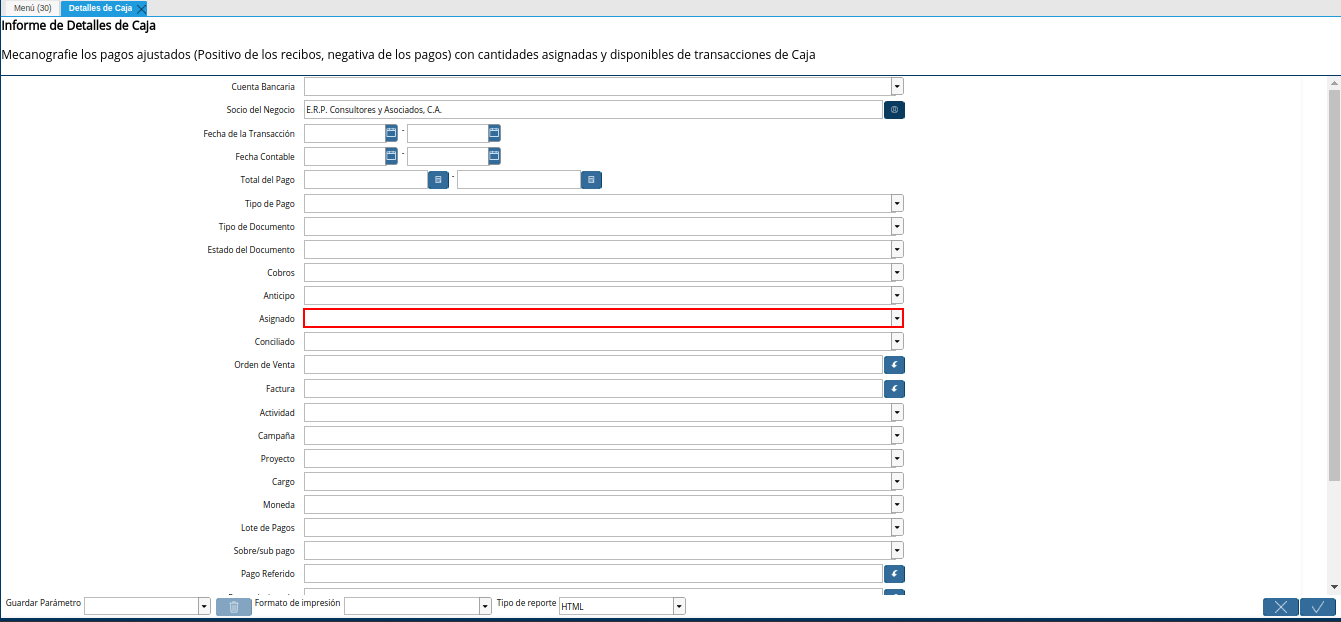 Menú (30) Detalles de Caja
Informe de Detalles de Caja
Mecanografie los pagos ajustados (Positivo de los recibos, negativa de los pagos) con cantidades asignadas y disponibles de transacciones de Caja
Cuenta Bancaria
Socio del Negocio E.R.P. Consultores y Asociados, C.A.
Fecha de la Transacción -
Fecha Contable -
Total del Pago -
Tipo de Pago
Tipo de Documento
Estado del Documento
Cobros
Anticipo
Asignado
Conciliado
Orden de Venta
Factura
Actividad
Campaña
Proyecto
Cargo
Moneda
Lote de Pagos
Sobre/sub pago
Pago Referido
Guardar Parámetro Formato de impresión Tipo de reporte HTML